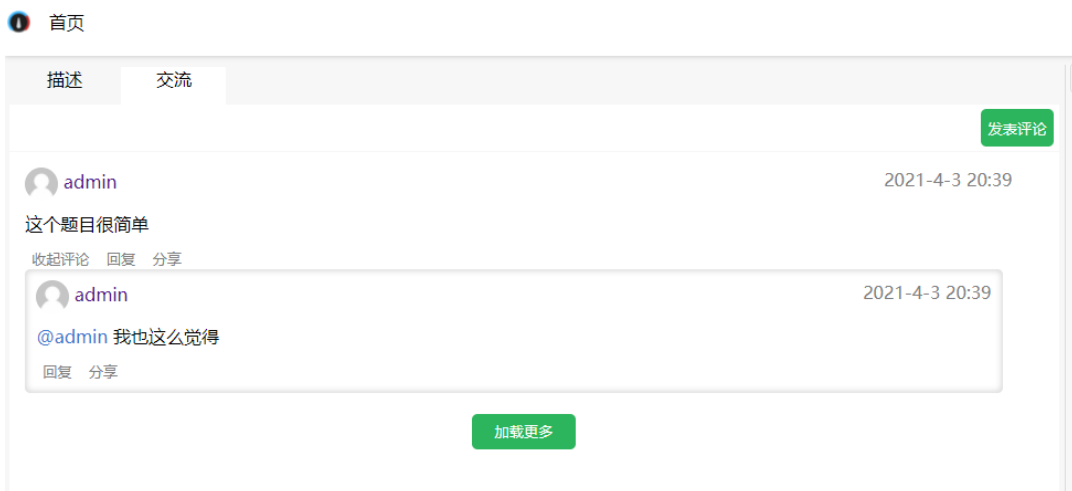 首页
描述 交流
发表评论
admin 2021-4-3 20:39
这个题目很简单
收起评论 回复 分享
admin 2021-4-3 20:39
@admin 我也这么觉得
回复 分享
加载更多